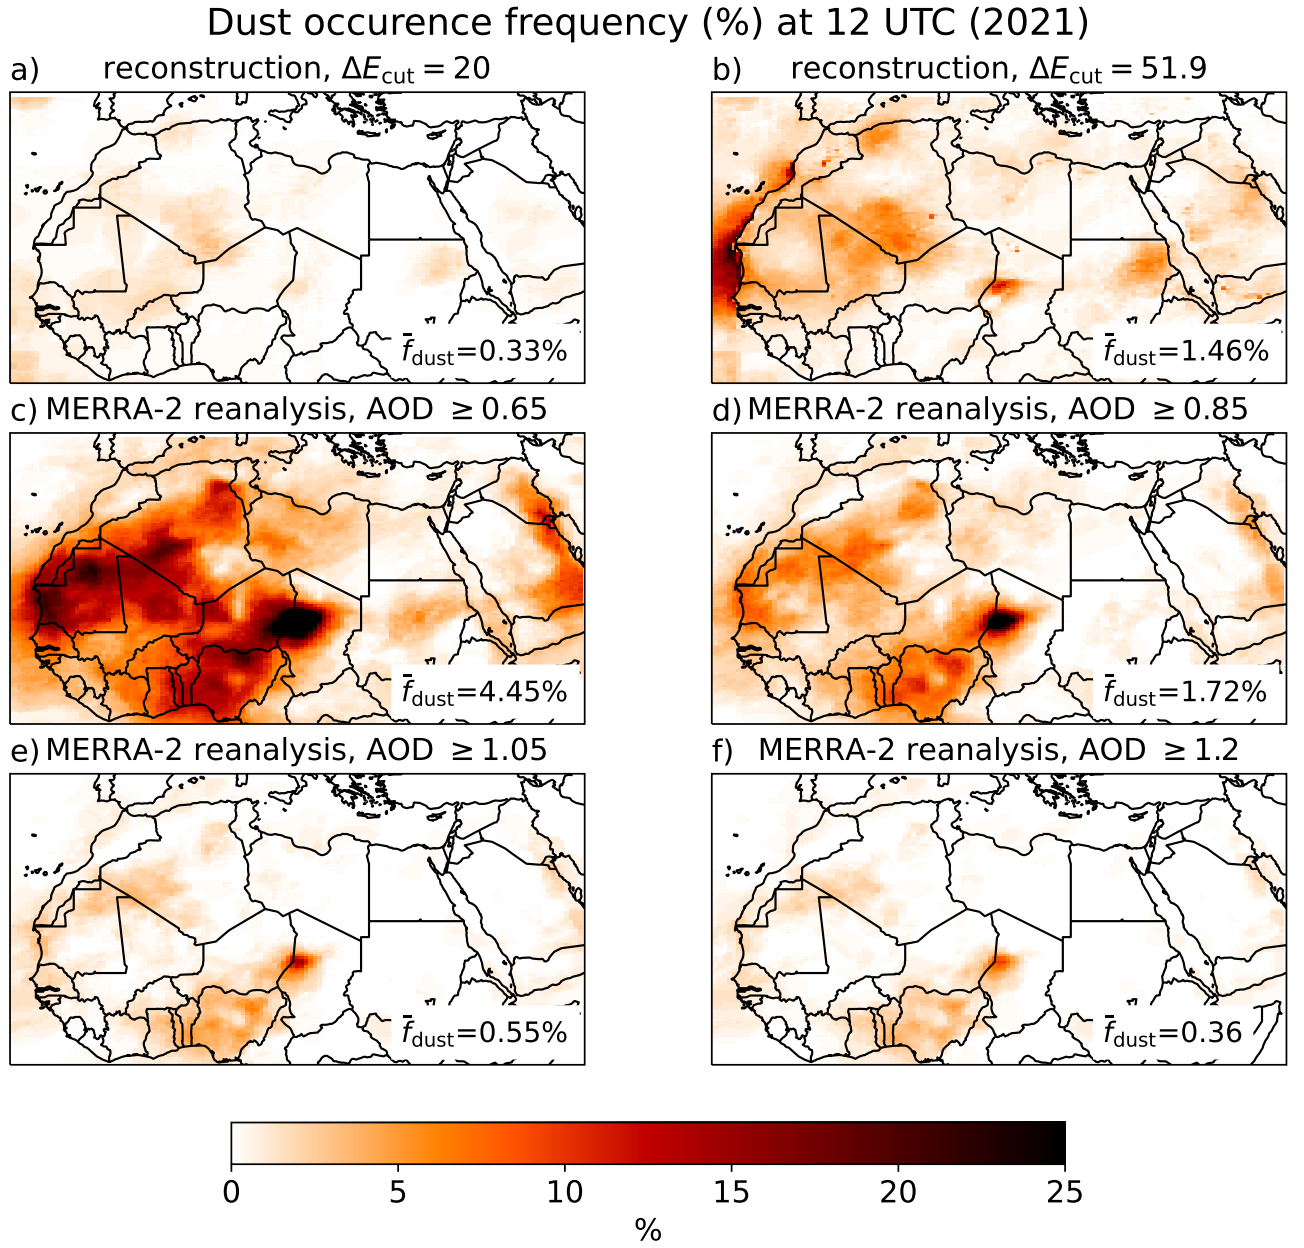 Dust occurence frequency (%) at 12 UTC (2021)
a) reconstruction, ΔE_cut = 20
b) reconstruction, ΔE_cut = 51.9
f̄_dust=0.33%
f̄_dust=1.46%
c) MERRA-2 reanalysis, AOD ≥ 0.65
d) MERRA-2 reanalysis, AOD ≥ 0.85
f̄_dust=4.45%
f̄_dust=1.72%
e) MERRA-2 reanalysis, AOD ≥ 1.05
f) MERRA-2 reanalysis, AOD ≥ 1.2
f̄_dust=0.55%
f̄_dust=0.36
0 5 10 15 20 25
%